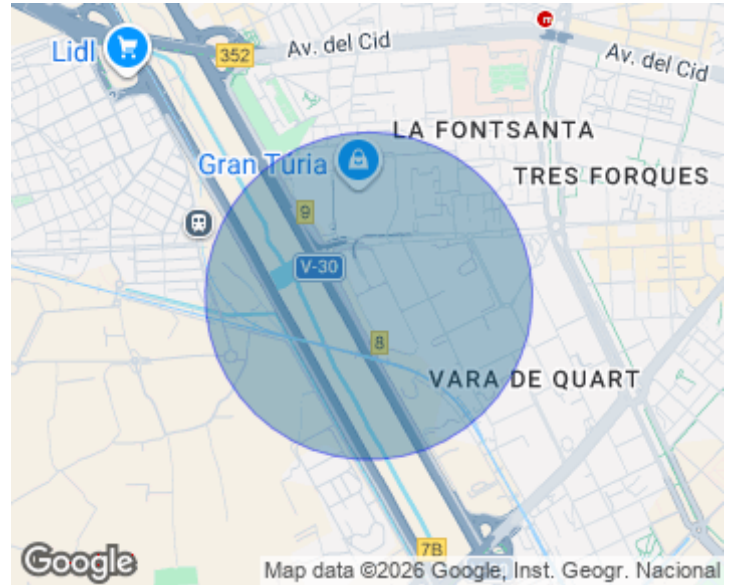 Lidl
352
Av. del Cid
Av. del Cid
LA FONTSANTA
Gran Túria
TRES FORQUES
9
V-30
8
VARA DE QUART
7B
Google
Map data ©2026 Google, Inst. Geogr. Nacional